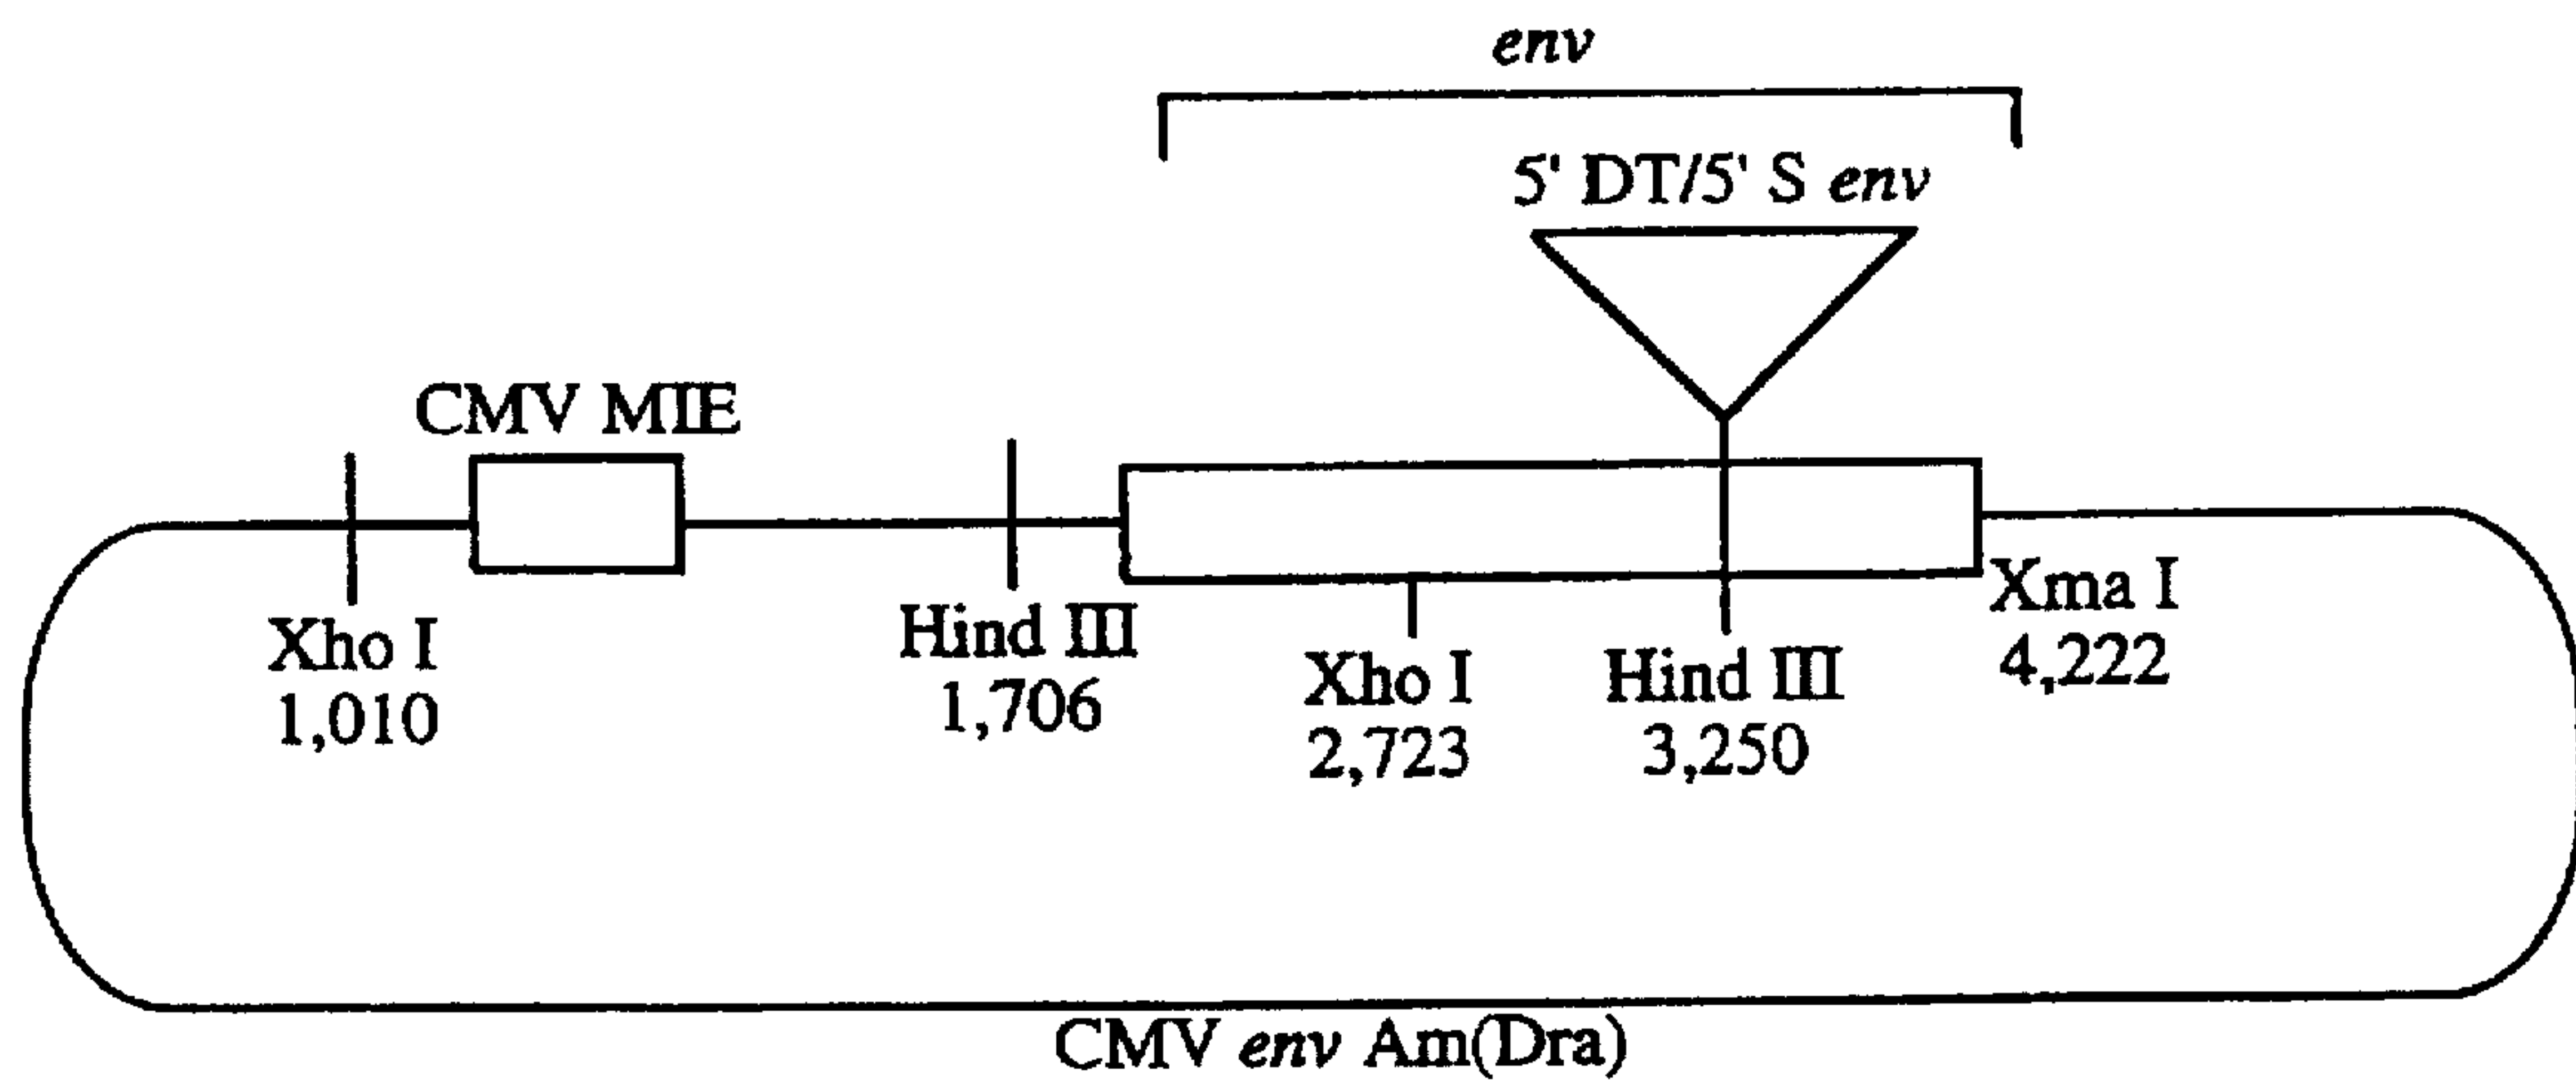 env
5' DT/5' S env
CMV MIE
Xho I
1,010
Hind III
1,706
Xho I
2,723
Hind III
3,250
Xma I
4,222
CMV env Am(Dra)